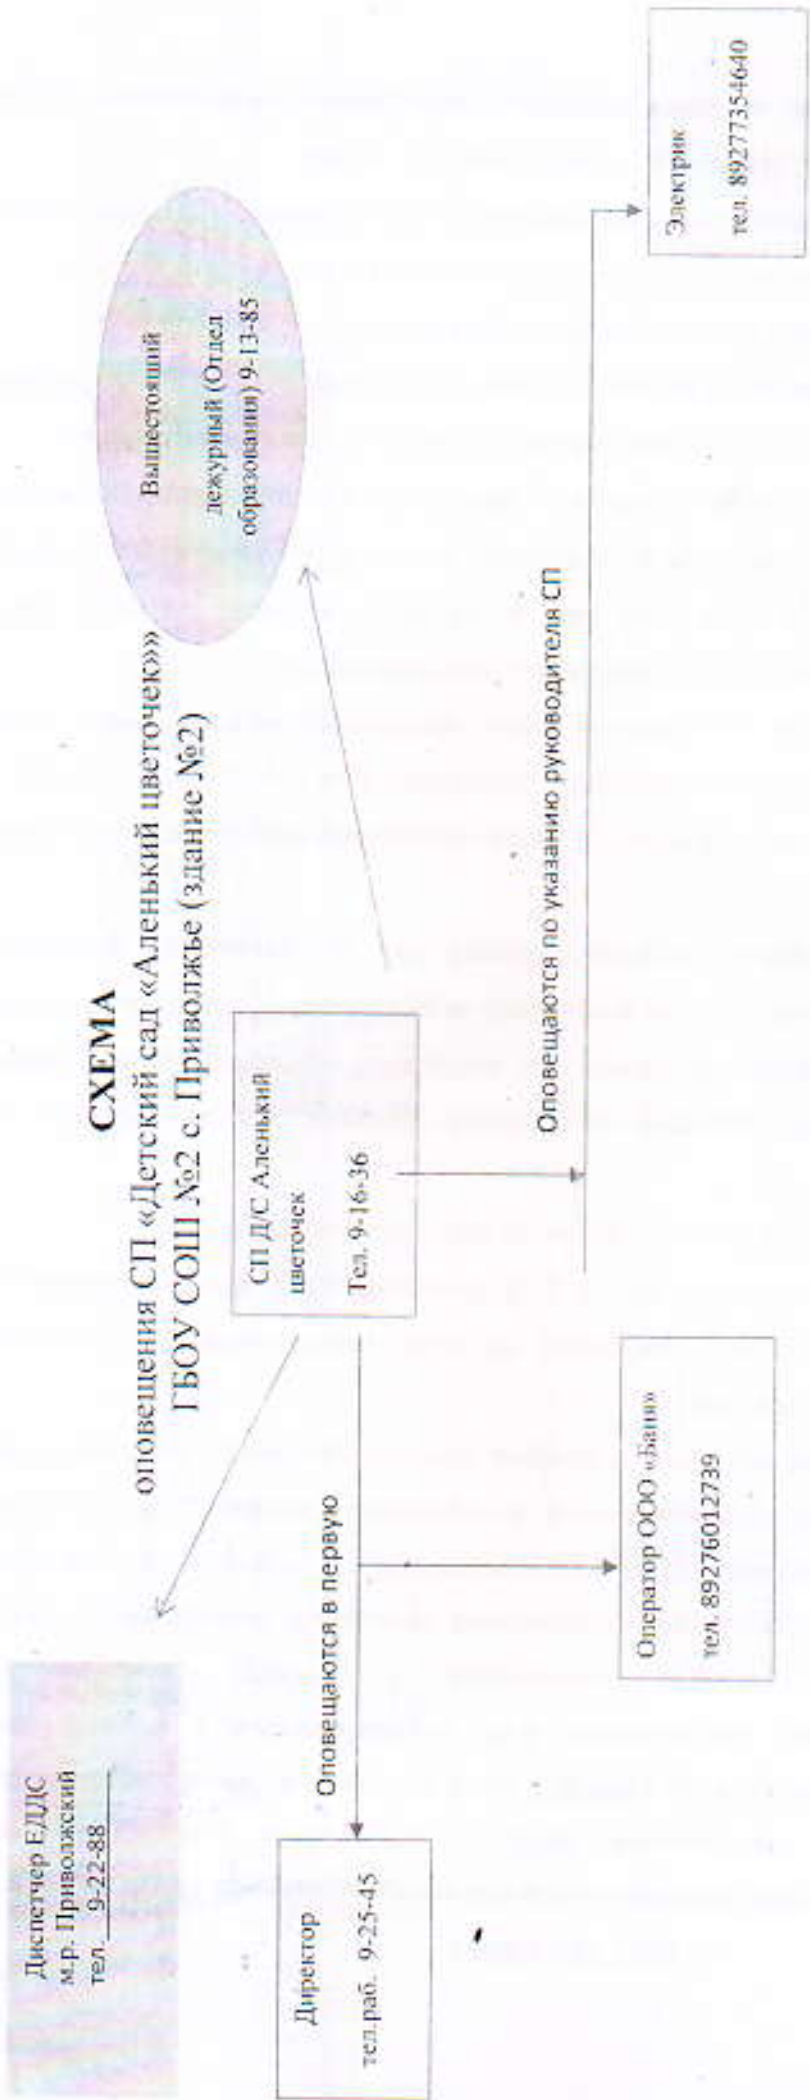 СХЕМА
оповещения СП «Детский сад «Аленький цветочек»»
ГБОУ СОШ №2 с. Приволжье (здание №2)
Диспетчер ЕДДС
м.р. Приволжский
тел. 9-22-88
Вышестоящий
дежурный (Отдел
образования) 9-13-85
СП Д/С Аленький
цветочек
Тел. 9-16-36
Оповещаются в первую
Директор
тел.раб. 9-25-45
Оператор ООО «Баня»
тел. 89276012739
Оповещаются по указанию руководителя СП
Электрик
тел. 89277354640